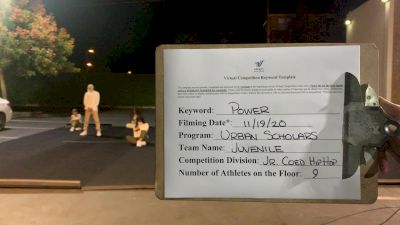 Virtual Competition Keyword Template
Keyword: POWER
Filming Date*: 11/19/20
Program: URBAN SCHOLARS
Team Name: JUVENILE
Competition Division: JR. COED HIPHOP
Number of Athletes on the Floor: 9